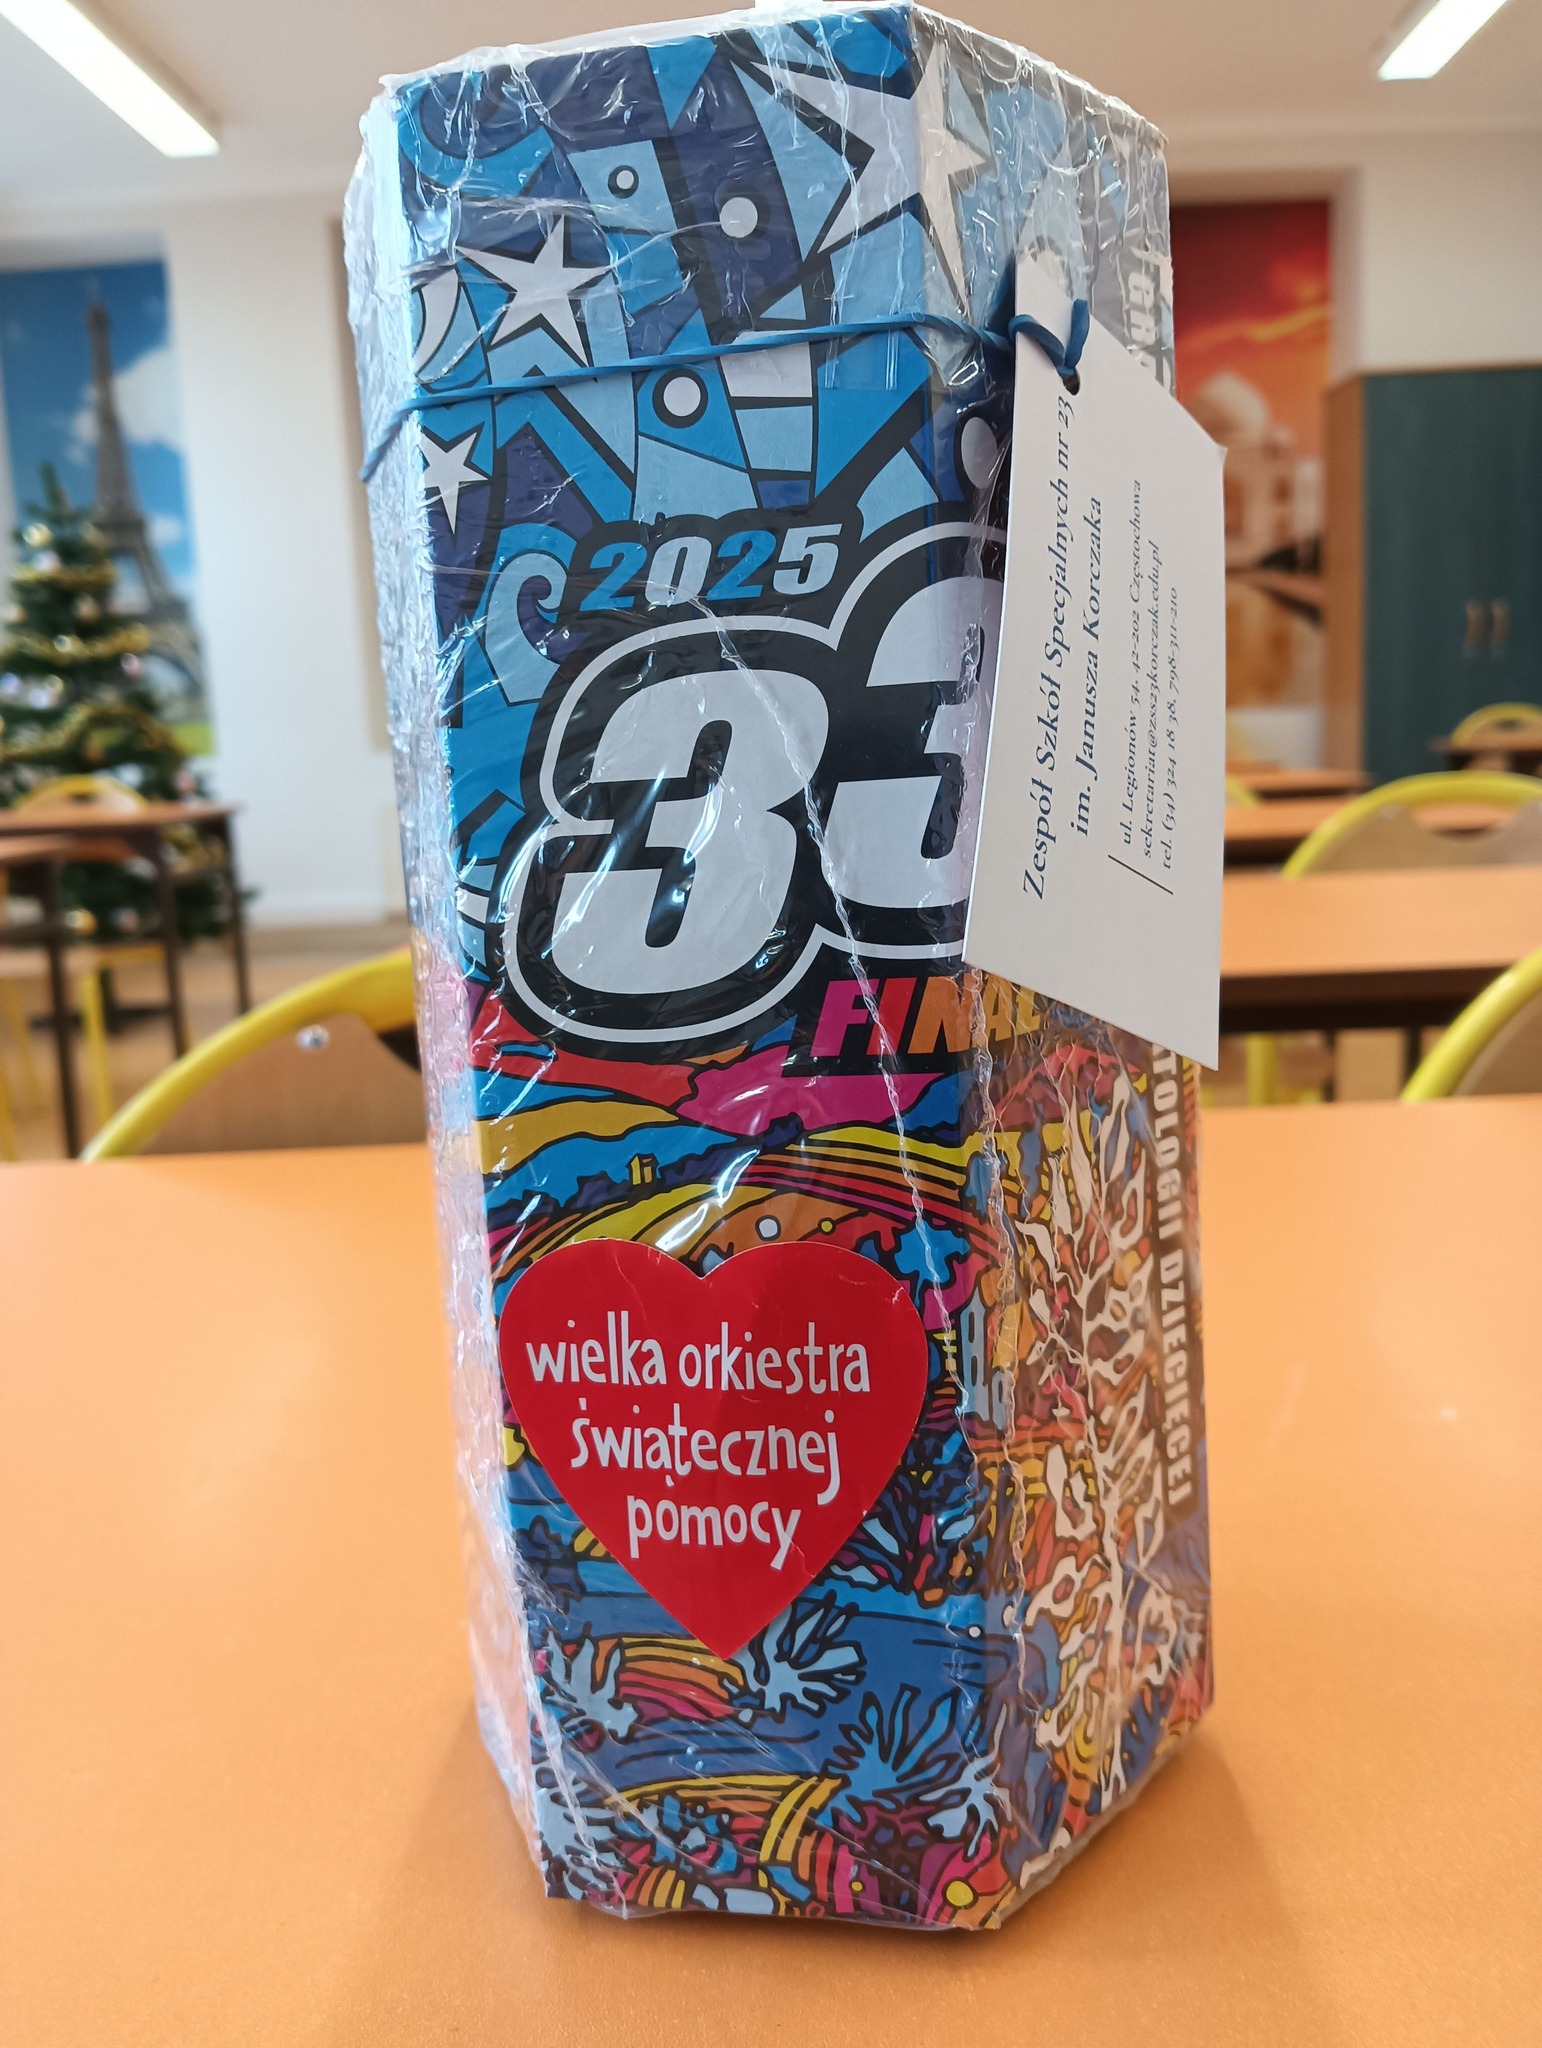 2025
33
FINAL
wielka orkiestra
świątecznej
pomocy
Zespół Szkół Specjalnych nr 23
im. Janusza Korczaka
ul. Legionów 54, 42-202 Częstochowa
sekretariat@zss23korczak.edu.pl
tel. (34) 324 18 38, 798-311-210
DZIECIĘCEJ